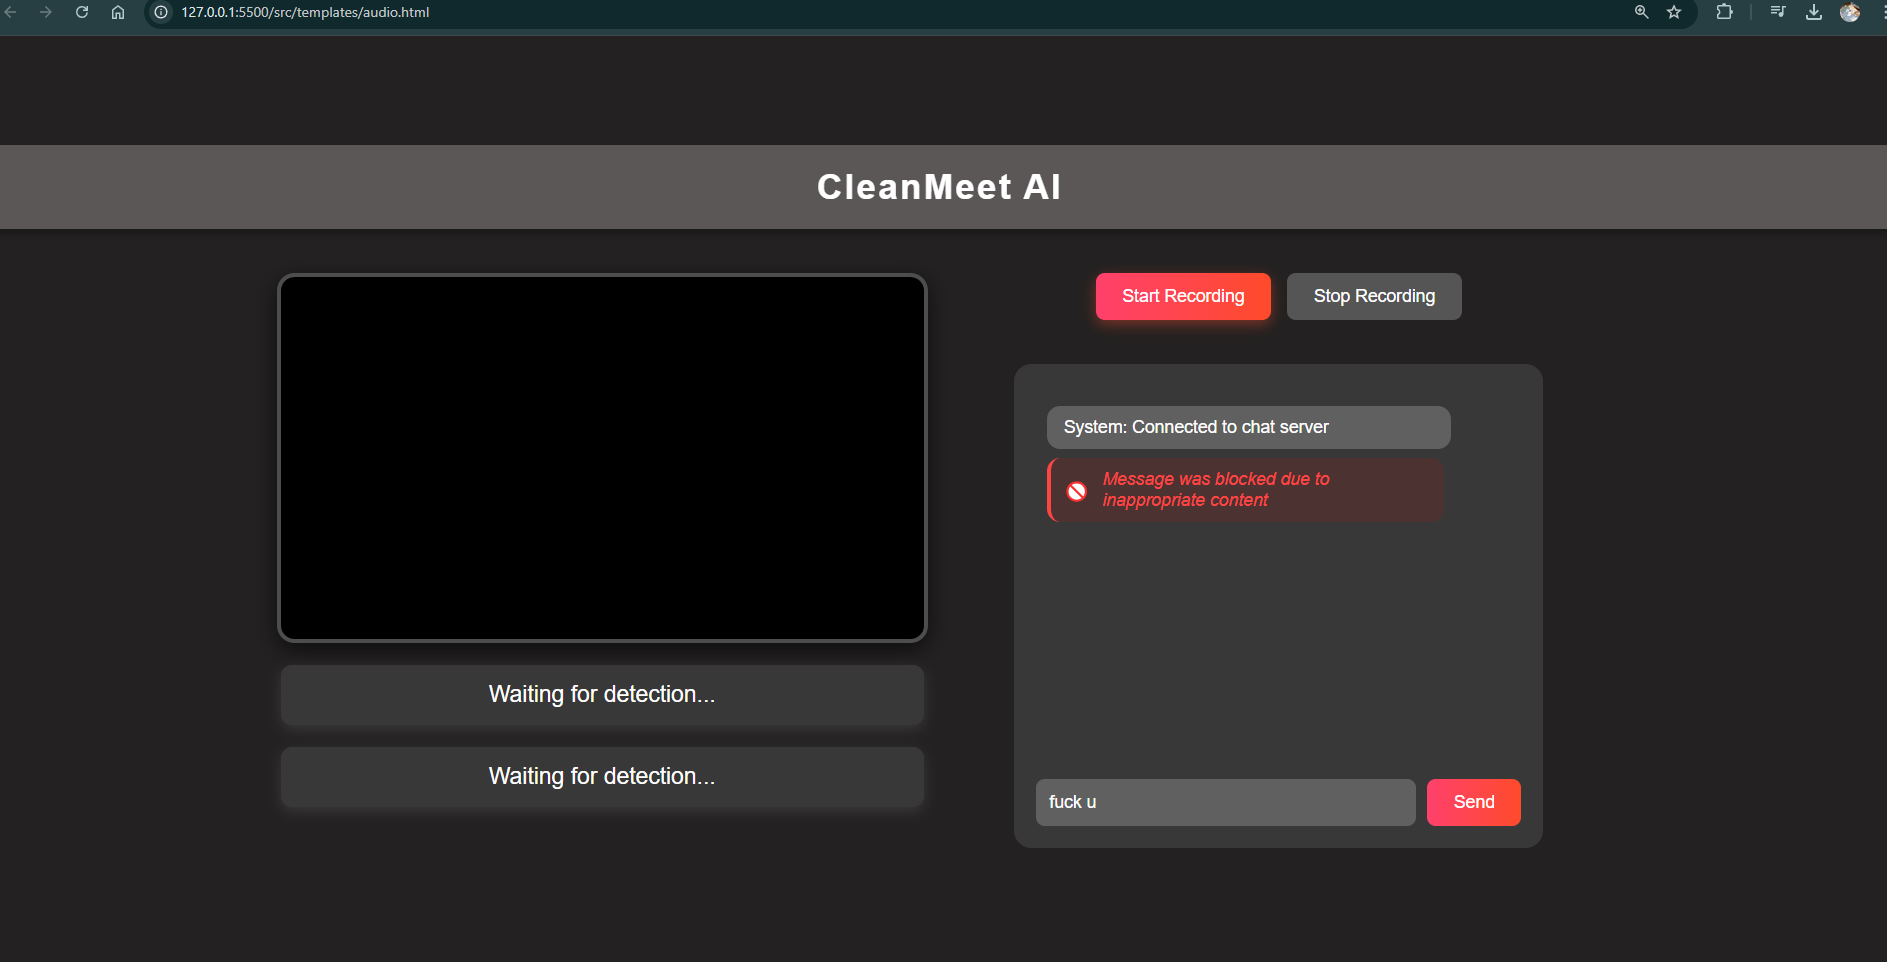 127.0.0.1:5500/src/templates/audio.html
CleanMeet AI
Start Recording
Stop Recording
System: Connected to chat server
Message was blocked due to
inappropriate content
Waiting for detection...
Waiting for detection...
fuck u
Send